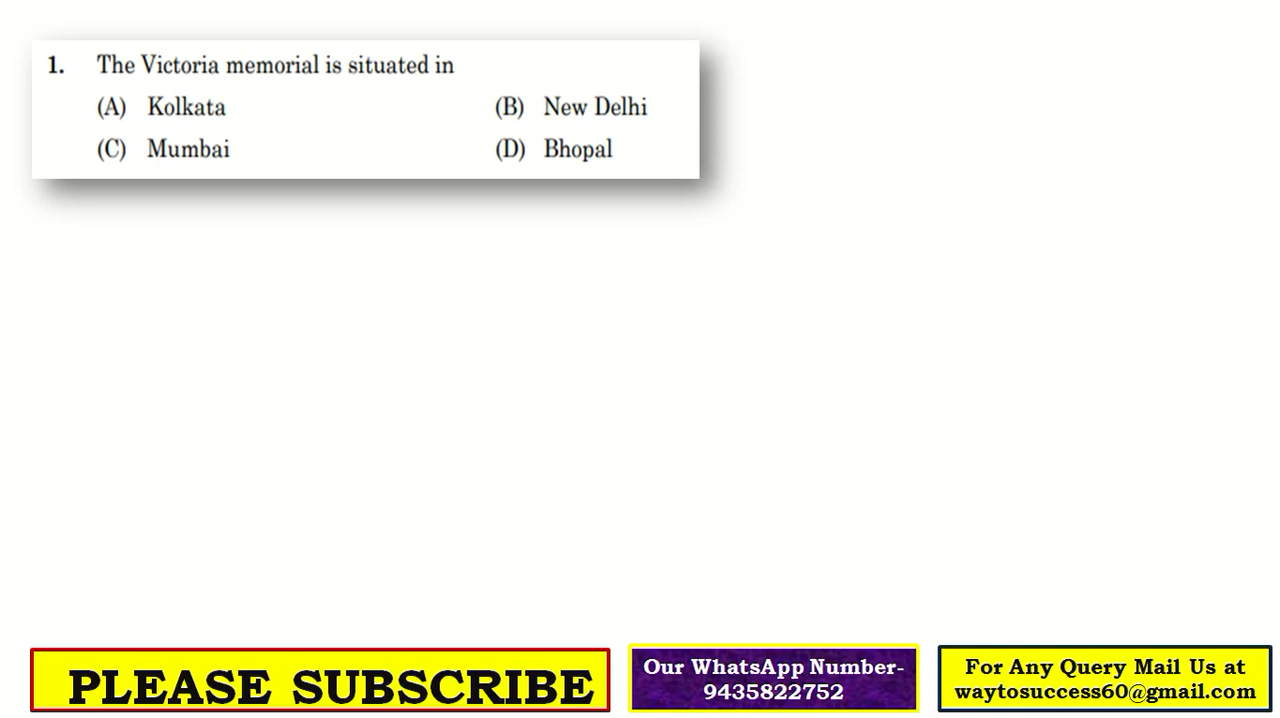 1. The Victoria memorial is situated in
(A) Kolkata (B) New Delhi
(C) Mumbai (D) Bhopal
PLEASE SUBSCRIBE
Our WhatsApp Number-
9435822752
For Any Query Mail Us at
waytosuccess60@gmail.com